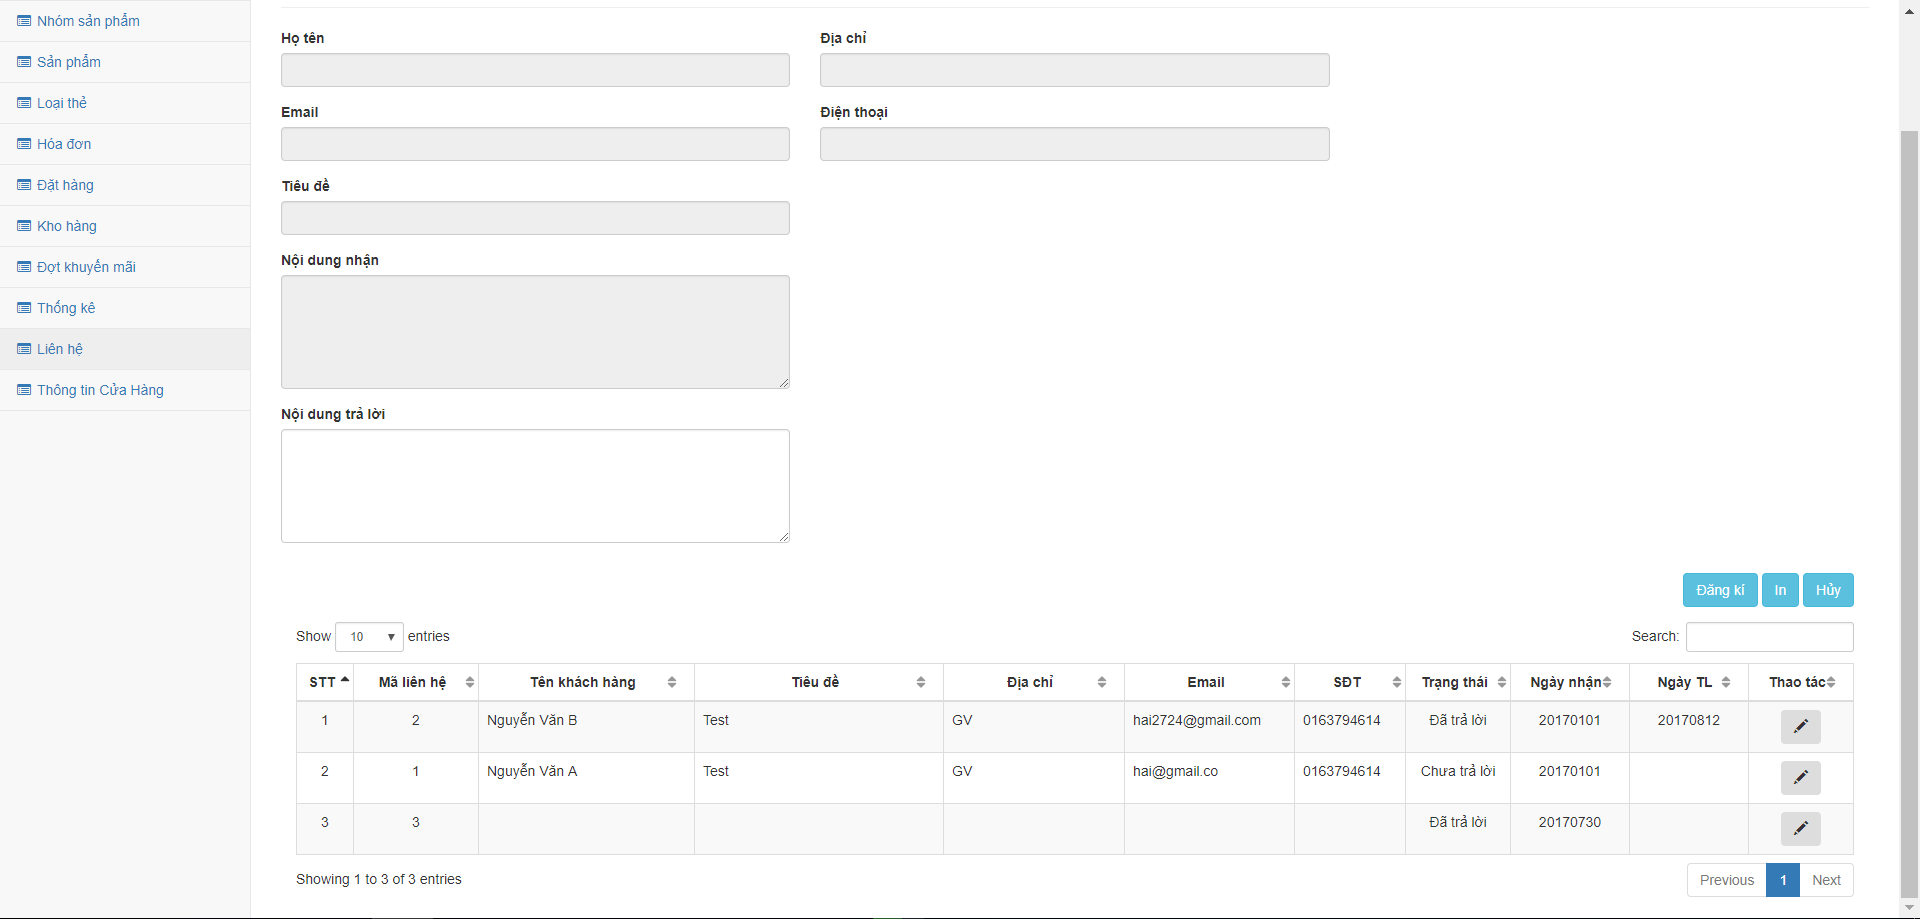 Nhóm sản phẩm
Sản phẩm
Loại thẻ
Hóa đơn
Đặt hàng
Kho hàng
Đợt khuyến mãi
Thống kê
Liên hệ
Thông tin Cửa Hàng
Họ tên
Địa chỉ
Email
Điện thoại
Tiêu đề
Nội dung nhận
Nội dung trả lời
Đăng kí In Hủy
Show 10 entries
Search:
STT Mã liên hệ Tên khách hàng Tiêu đề Địa chỉ Email SĐT Trạng thái Ngày nhận Ngày TL Thao tác
1 2 Nguyễn Văn B Test GV hai2724@gmail.com 0163794614 Đã trả lời 20170101 20170812
2 1 Nguyễn Văn A Test GV hai@gmail.co 0163794614 Chưa trả lời 20170101
3 3 Đã trả lời 20170730
Showing 1 to 3 of 3 entries
Previous 1 Next